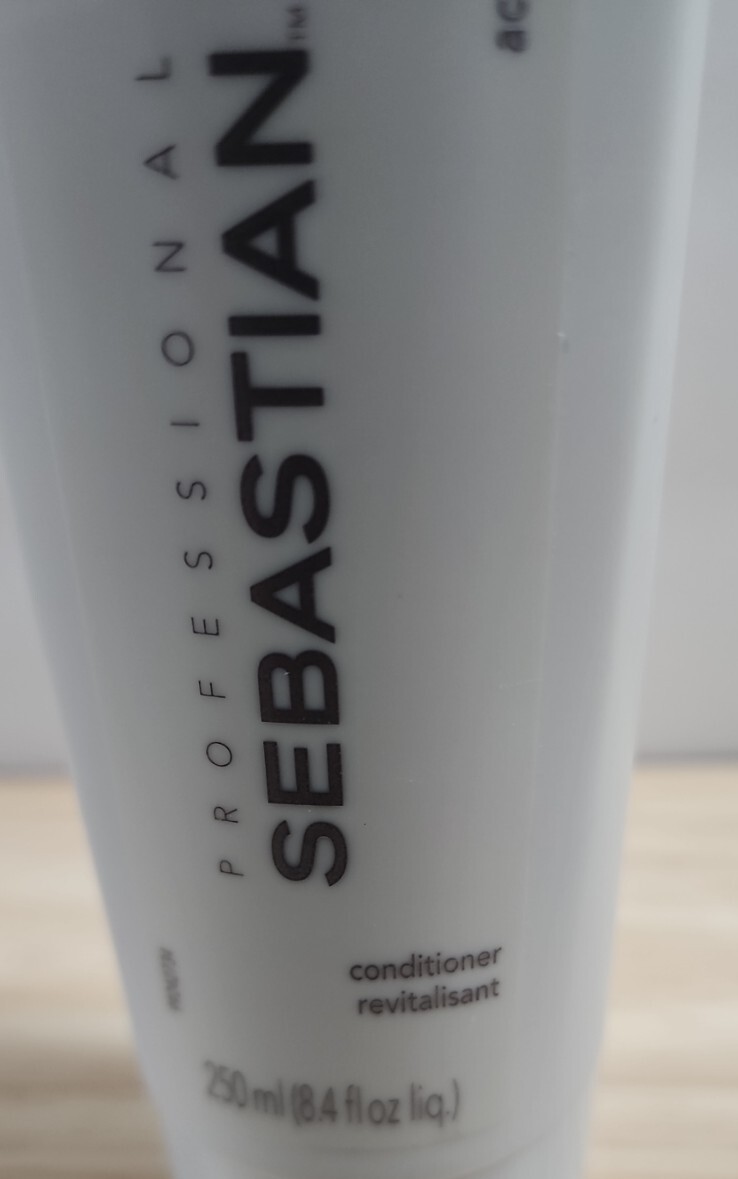 PROFESSIONAL
SEBASTIAN™
conditioner
revitalisant
250 ml (8.4 fl oz liq.)